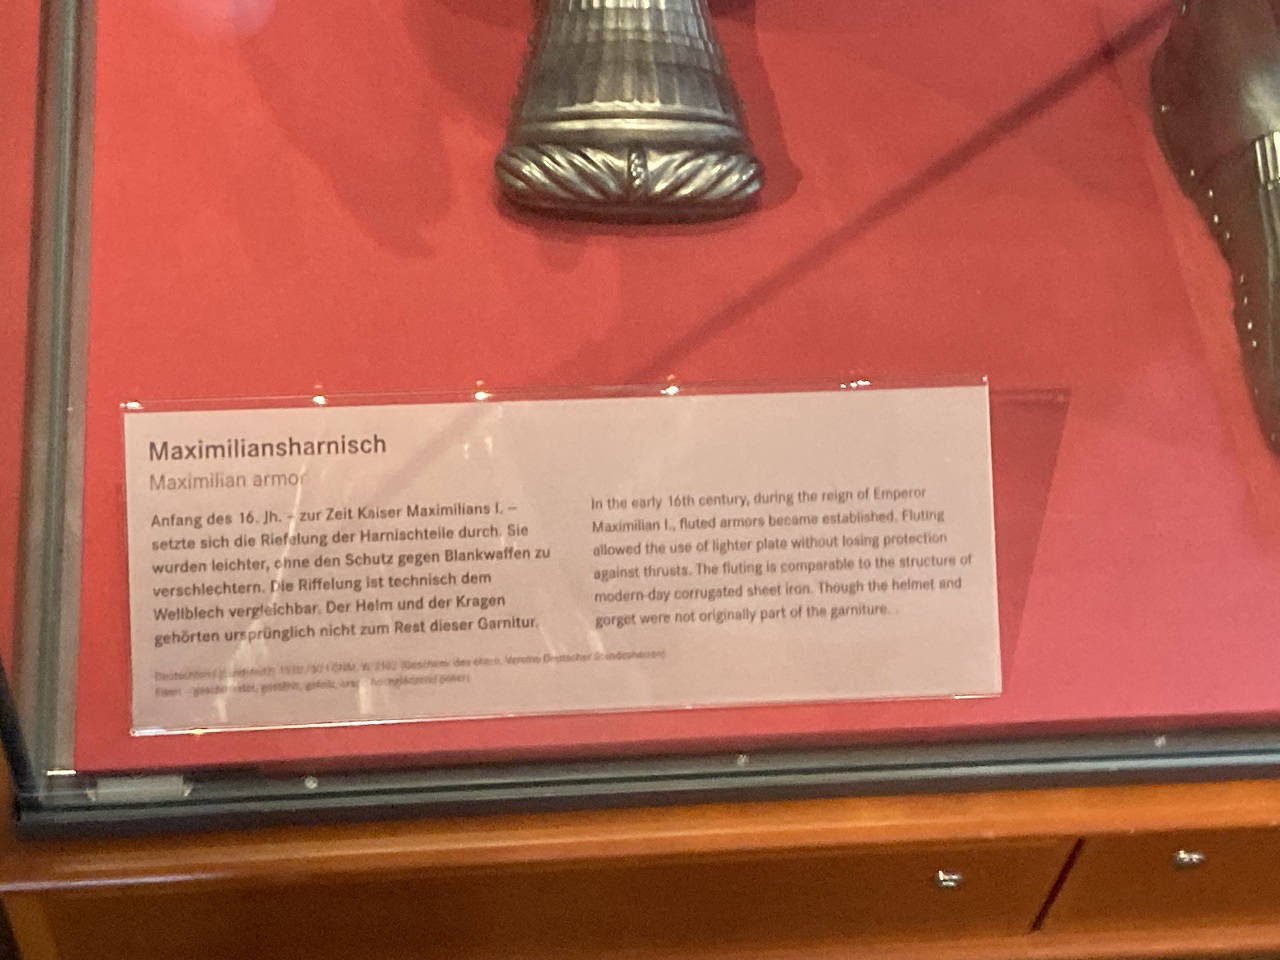 Maximiliansharnisch
Maximilian armor
Anfang des 16. Jh. – zur Zeit Kaiser Maximilians I. –
setzte sich die Riefelung der Harnischteile durch. Sie
wurden leichter, ohne den Schutz gegen Blankwaffen zu
verschlechtern. Die Riffelung ist technisch dem
Wellblech vergleichbar. Der Helm und der Kragen
gehörten ursprünglich nicht zum Rest dieser Garnitur.
In the early 16th century, during the reign of Emperor
Maximilian I., fluted armors became established. Fluting
allowed the use of lighter plate without losing protection
against thrusts. The fluting is comparable to the structure of
modern-day corrugated sheet iron. Though the helmet and
gorget were not originally part of the garniture.
Deutschland
Eisen